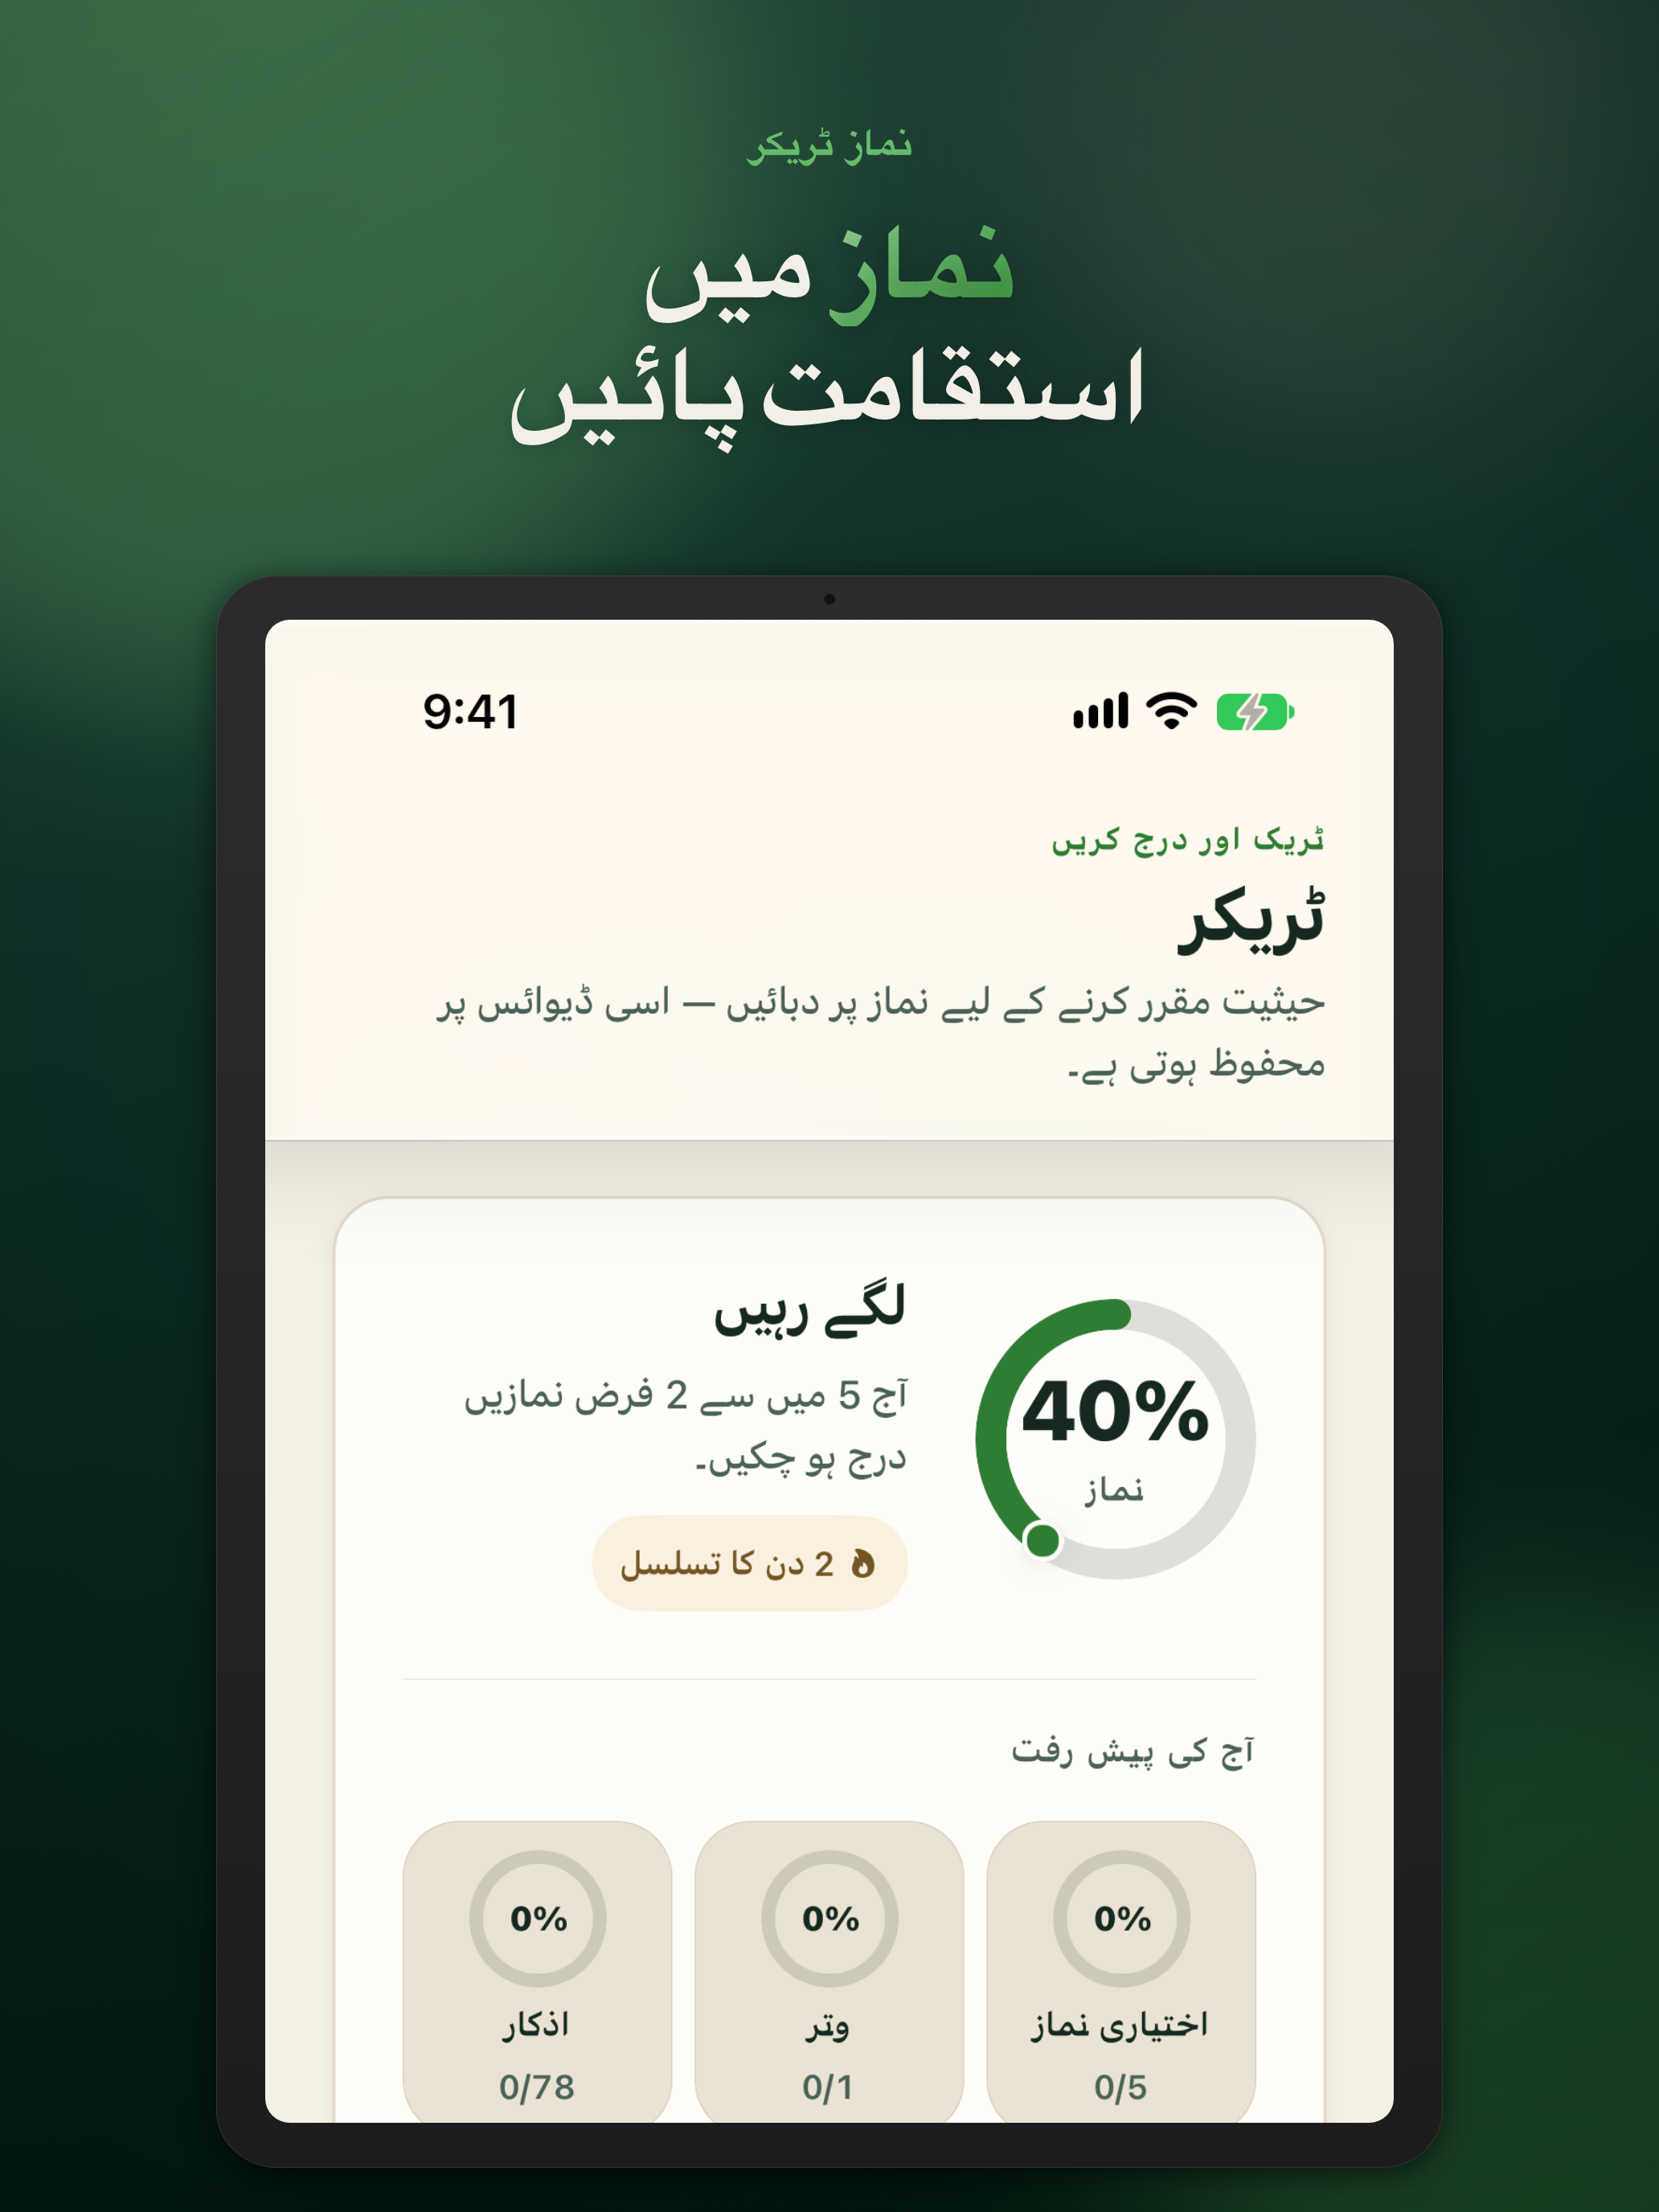 نماز ٹریکر
نماز میں
استقامت پائیں
9:41
ٹریک اور درج کریں
ٹریکر
حیثیت مقرر کرنے کے لیے نماز پر دبائیں — اسی ڈیوائس پر
محفوظ ہوتی ہے۔
40%
نماز
لگے رہیں
آج 5 میں سے 2 فرض نمازیں
درج ہو چکیں۔
2 دن کا تسلسل
آج کی پیش رفت
0%
اختیاری نماز
0/5
0%
وتر
0/1
0%
اذکار
0/78